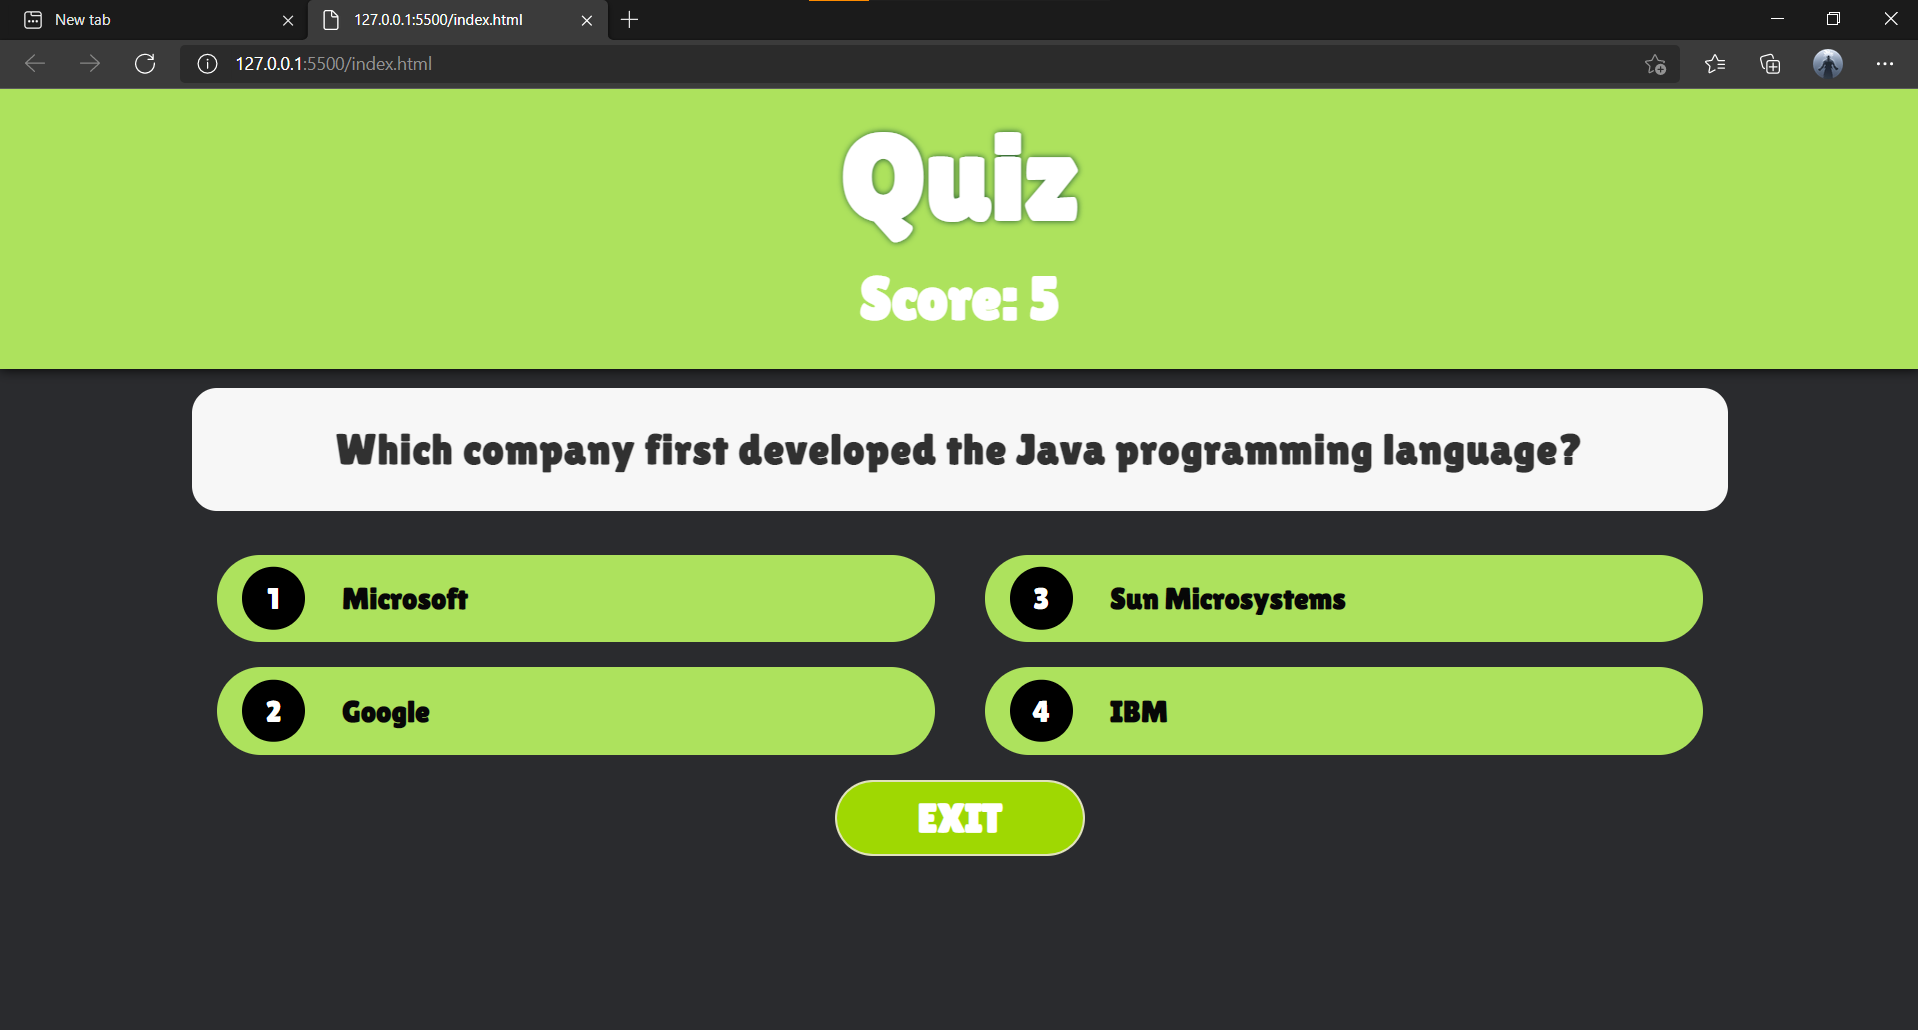 New tab
127.0.0.1:5500/index.html
127.0.0.1:5500/index.html
Quiz
Score: 5
Which company first developed the Java programming language?
1 Microsoft
3 Sun Microsystems
2 Google
4 IBM
EXIT